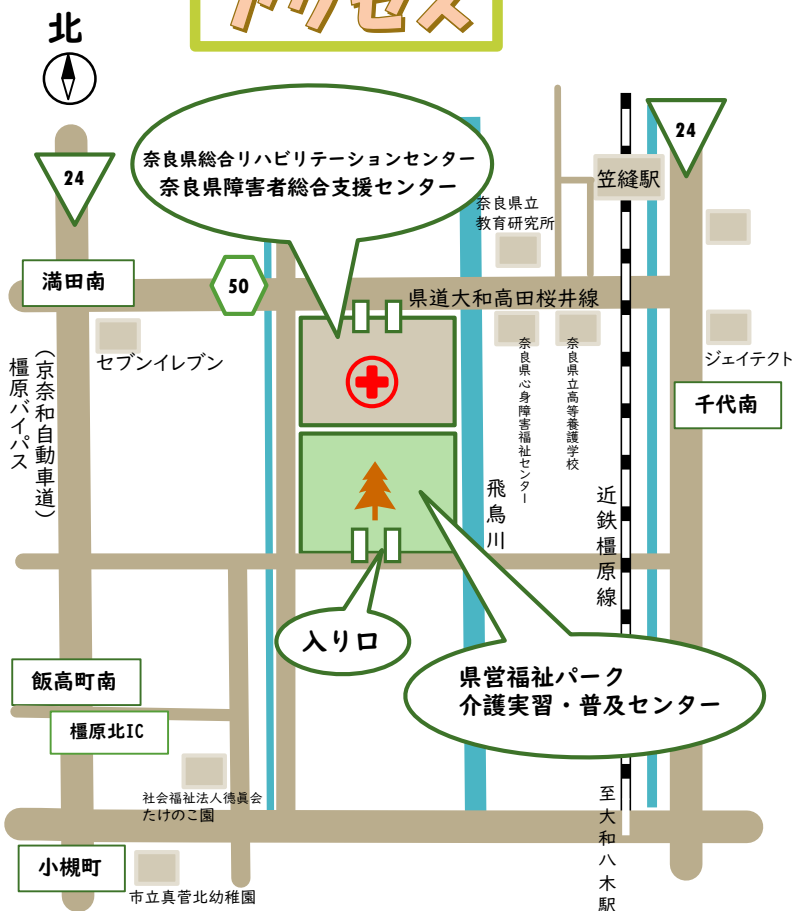 アクセス
北
24
24
奈良県総合リハビリテーションセンター
奈良県障害者総合支援センター
笠縫駅
奈良県立
教育研究所
満田南
50
県道大和高田桜井線
セブンイレブン
ジェイテクト
(京奈和自動車道)
橿原バイパス
奈良県心身障害福祉センター
奈良県立高等養護学校
千代南
飛鳥川
近鉄橿原線
入り口
県営福祉パーク
介護実習・普及センター
飯高町南
橿原北IC
社会福祉法人徳眞会
たけのこ園
至大和八木駅
小槻町
市立真菅北幼稚園